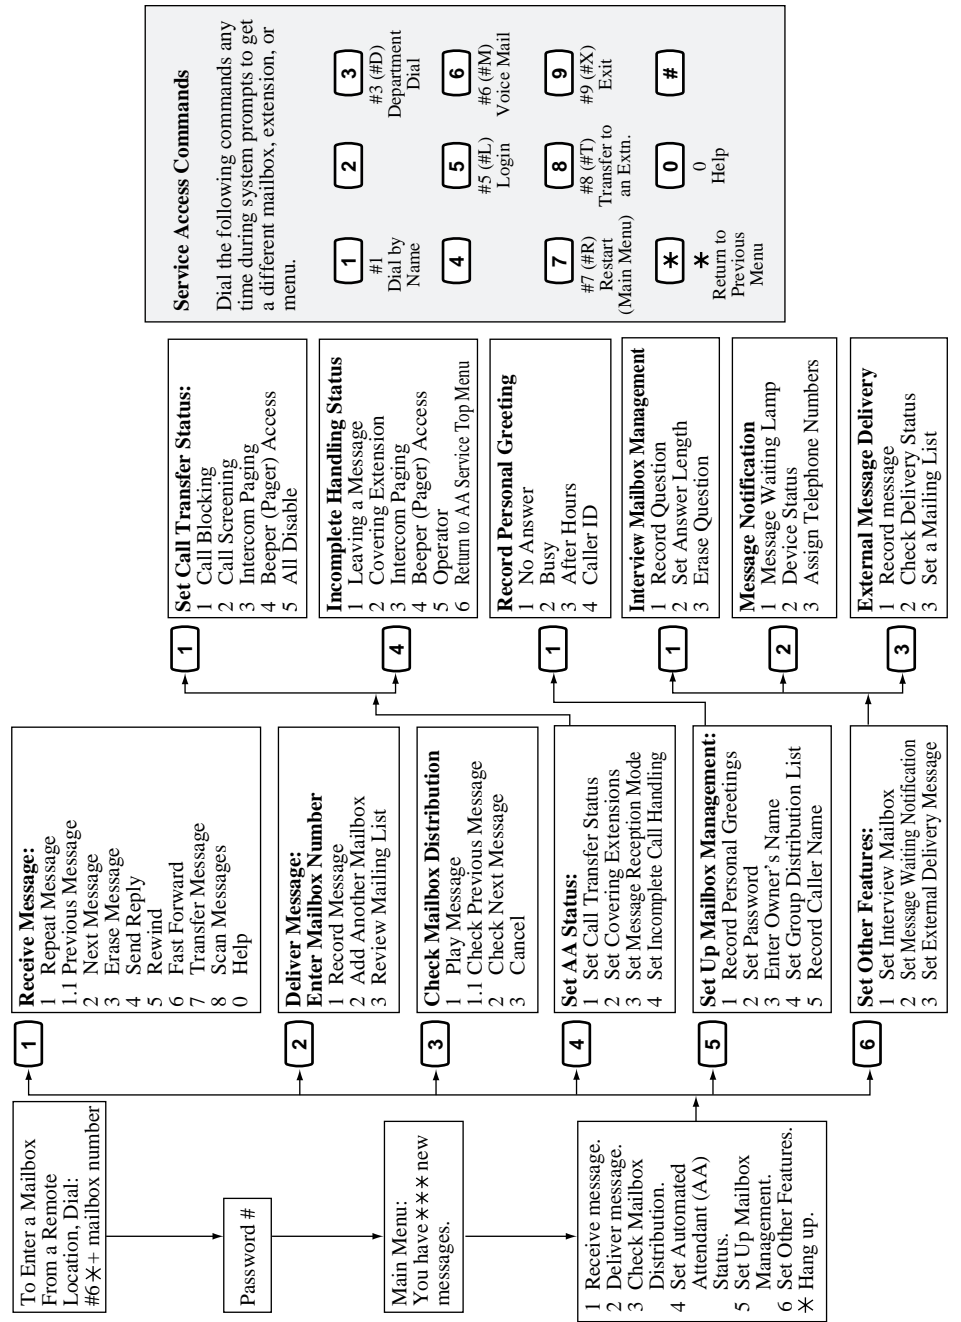 To Enter a Mailbox
From a Remote
Location, Dial:
#6✳+ mailbox number
Password #
Main Menu:
You have ✳✳✳ new
messages.
1 Receive message.
2 Deliver message.
3 Check Mailbox
Distribution.
4 Set Automated
Attendant (AA)
Status.
5 Set Up Mailbox
Management.
6 Set Other Features.
✳ Hang up.
1
Receive Message:
1 Repeat Message
1.1 Previous Message
2 Next Message
3 Erase Message
4 Send Reply
5 Rewind
6 Fast Forward
7 Transfer Message
8 Scan Messages
0 Help
2
Deliver Message:
Enter Mailbox Number
1 Record Message
2 Add Another Mailbox
3 Review Mailing List
3
Check Mailbox Distribution
1 Play Message
1.1 Check Previous Message
2 Check Next Message
3 Cancel
4
Set AA Status:
1 Set Call Transfer Status
2 Set Covering Extensions
3 Set Message Reception Mode
4 Set Incomplete Call Handling
5
Set Up Mailbox Management:
1 Record Personal Greetings
2 Set Password
3 Enter Owner's Name
4 Set Group Distribution List
5 Record Caller Name
6
Set Other Features:
1 Set Interview Mailbox
2 Set Message Waiting Notification
3 Set External Delivery Message
1
Set Call Transfer Status:
1 Call Blocking
2 Call Screening
3 Intercom Paging
4 Beeper (Pager) Access
5 All Disable
4
Incomplete Handling Status
1 Leaving a Message
2 Covering Extension
3 Intercom Paging
4 Beeper (Pager) Access
5 Operator
6 Return to AA Service Top Menu
1
Record Personal Greeting
1 No Answer
2 Busy
3 After Hours
4 Caller ID
1
Interview Mailbox Management
1 Record Question
2 Set Answer Length
3 Erase Question
2
Message Notification
1 Message Waiting Lamp
2 Device Status
3 Assign Telephone Numbers
3
External Message Delivery
1 Record message
2 Check Delivery Status
3 Set a Mailing List
Service Access Commands
Dial the following commands any
time during system prompts to get
a different mailbox, extension, or
menu.
1 2 3
#1 #3 (#D)
Dial by Department
Name Dial
4 5 6
#5 (#L) #6 (#M)
Login Voice Mail
7 8 9
#7 (#R) #8 (#T) #9 (#X)
Restart Transfer to Exit
(Main Menu) an Extn.
✳ 0 #
✳ 0
Return to Help
Previous
Menu